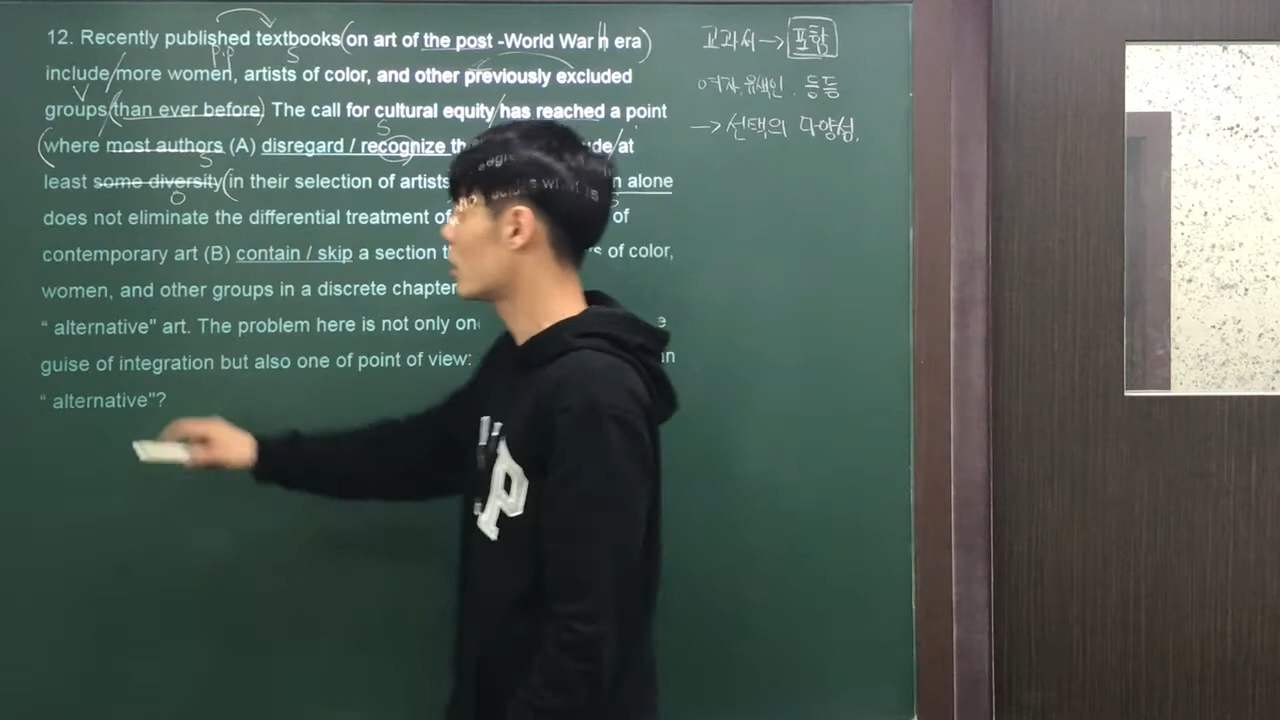 12. Recently published textbooks(on art of the post -World War II era)
include/more women, artists of color, and other previously excluded
groups/(than ever before). The call for cultural equity/has reached a point
(where most authors (A) disregard / recognize th ude/at
least some diversity(in their selection of artists n alone
does not eliminate the differential treatment of of
contemporary art (B) contain / skip a section t s of color,
women, and other groups in a discrete chapter
“ alternative" art. The problem here is not only on e
guise of integration but also one of point of view: an
“ alternative"?
p.p
S
V
S
S
O
교과서→포함
여자, 유색인, 등등
→ 선택의 다양성.
P